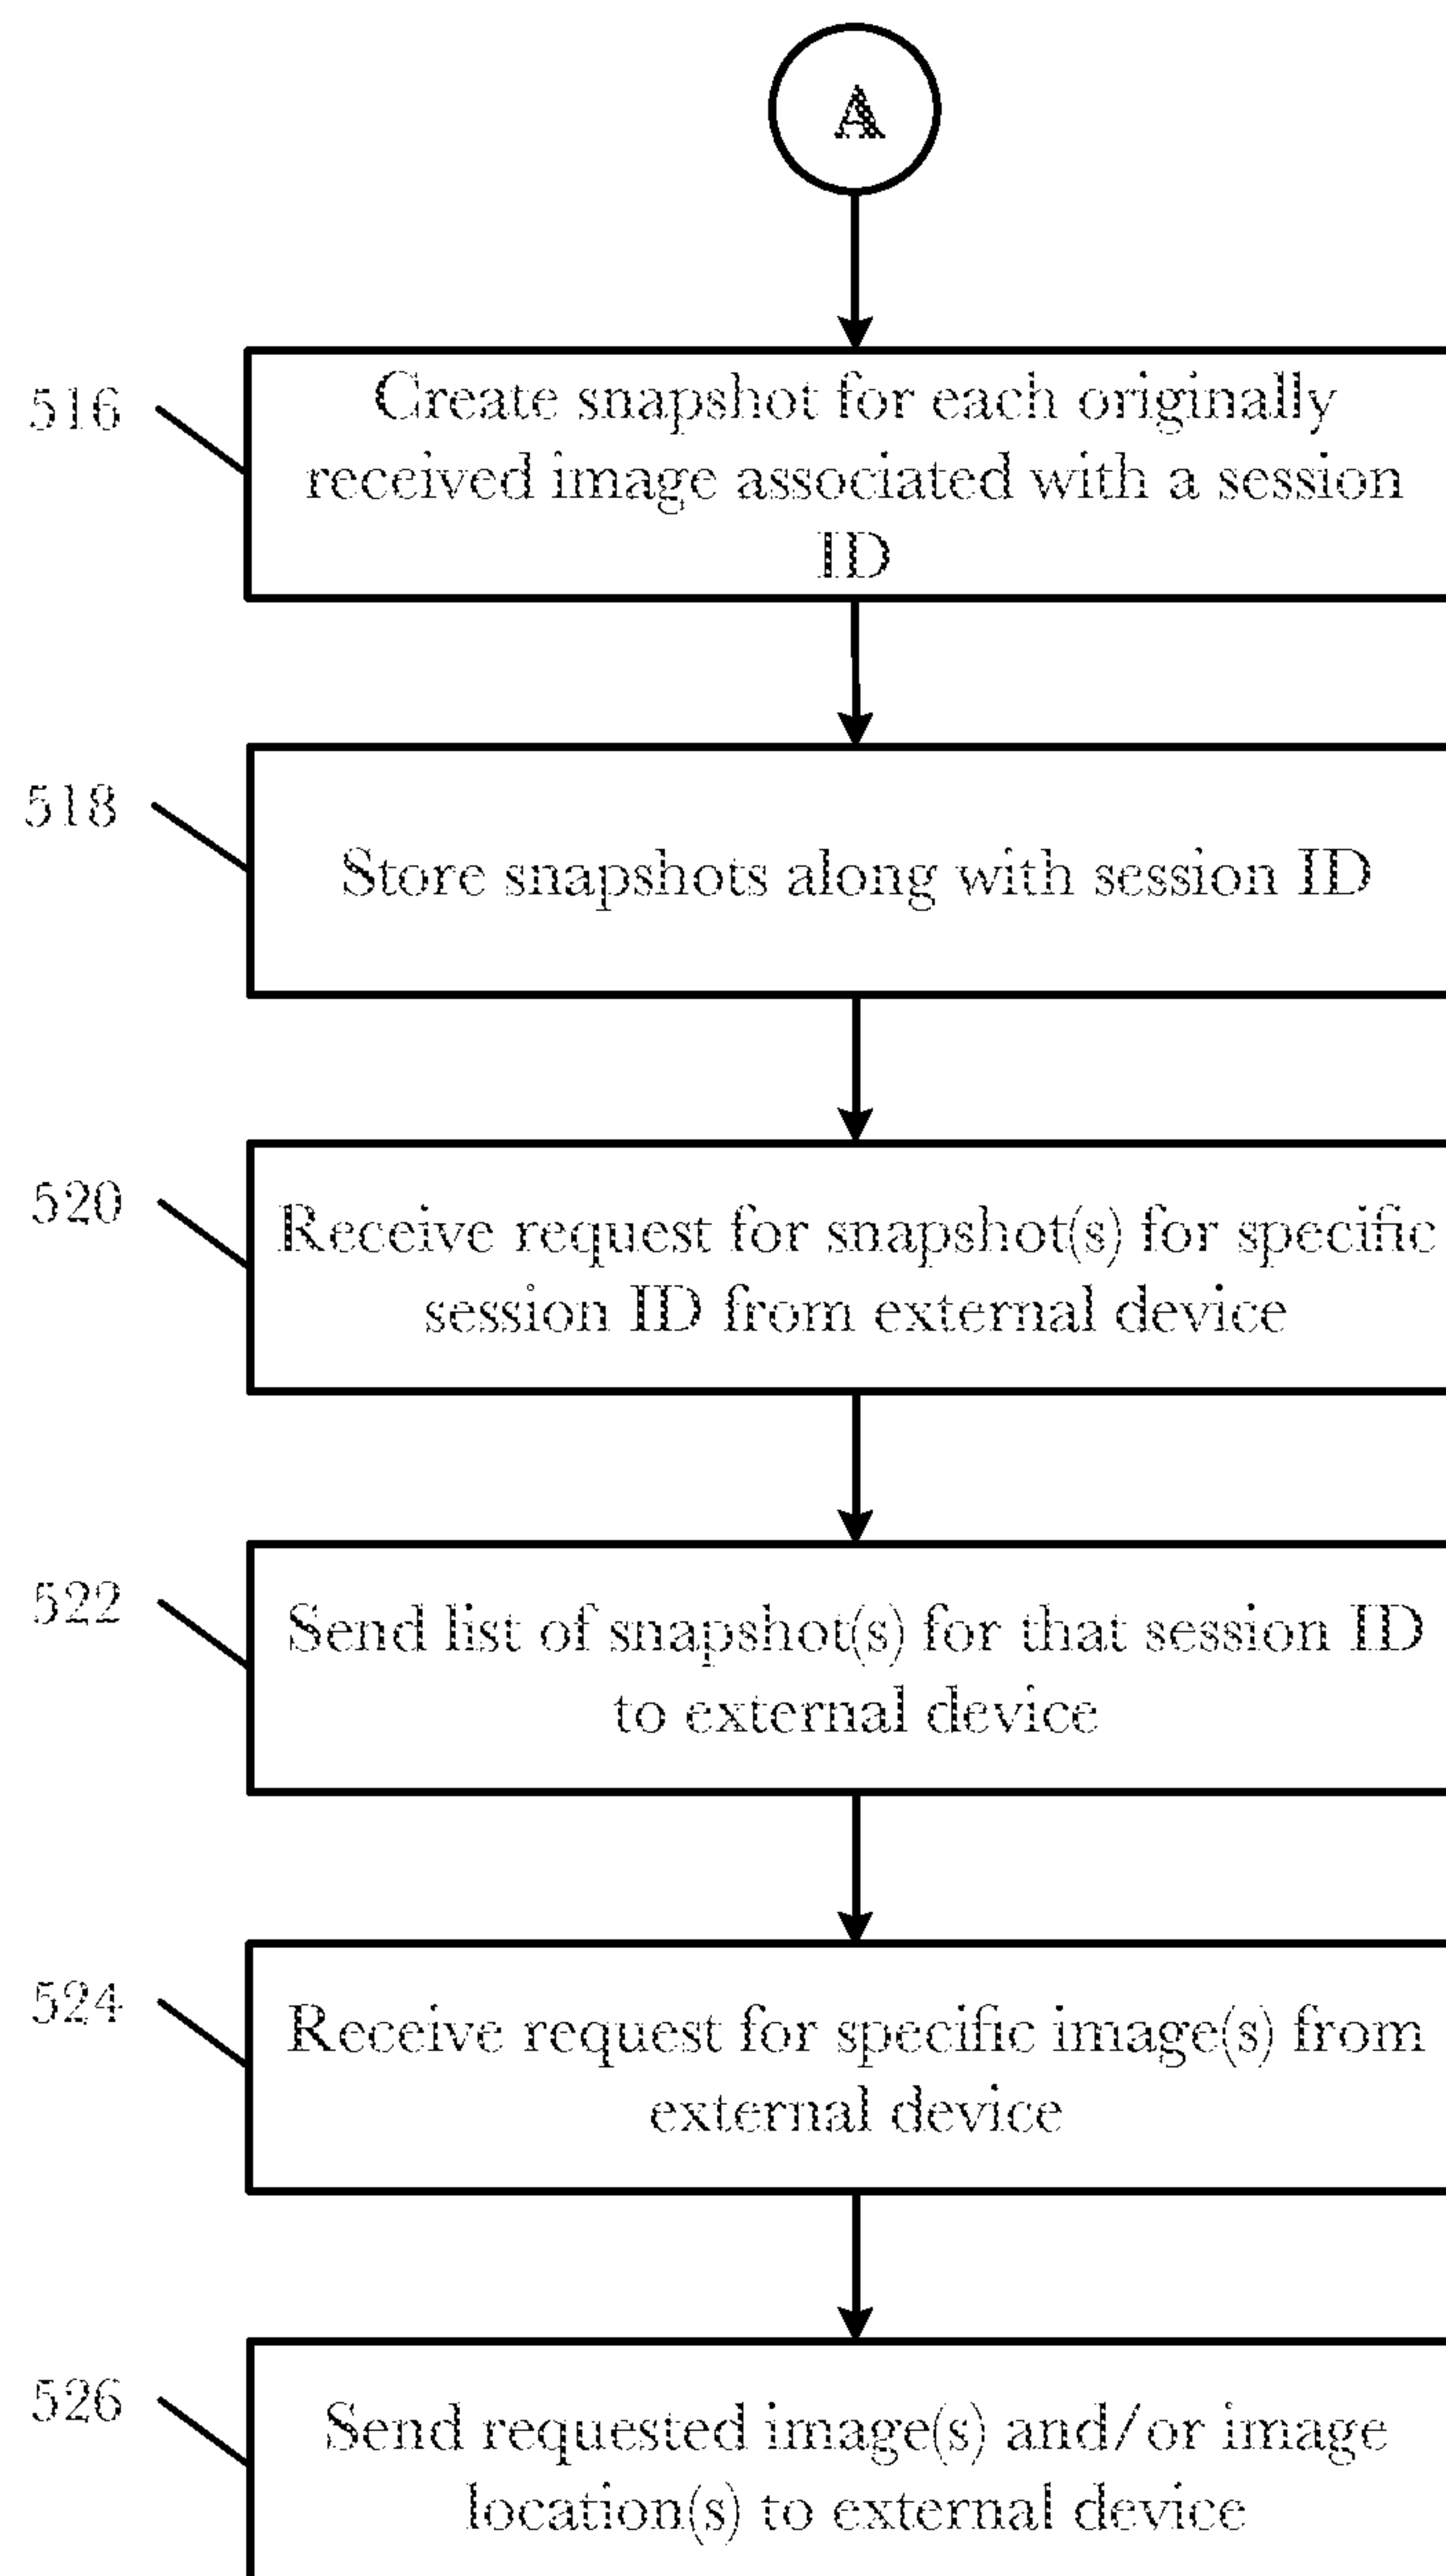 A
516
Create snapshot for each originally
received image associated with a session
ID
518
Store snapshots along with session ID
520
Receive request for snapshot(s) for specific
session ID from external device
522
Send list of snapshot(s) for that session ID
to external device
524
Receive request for specific image(s) from
external device
526
Send requested image(s) and/or image
location(s) to external device